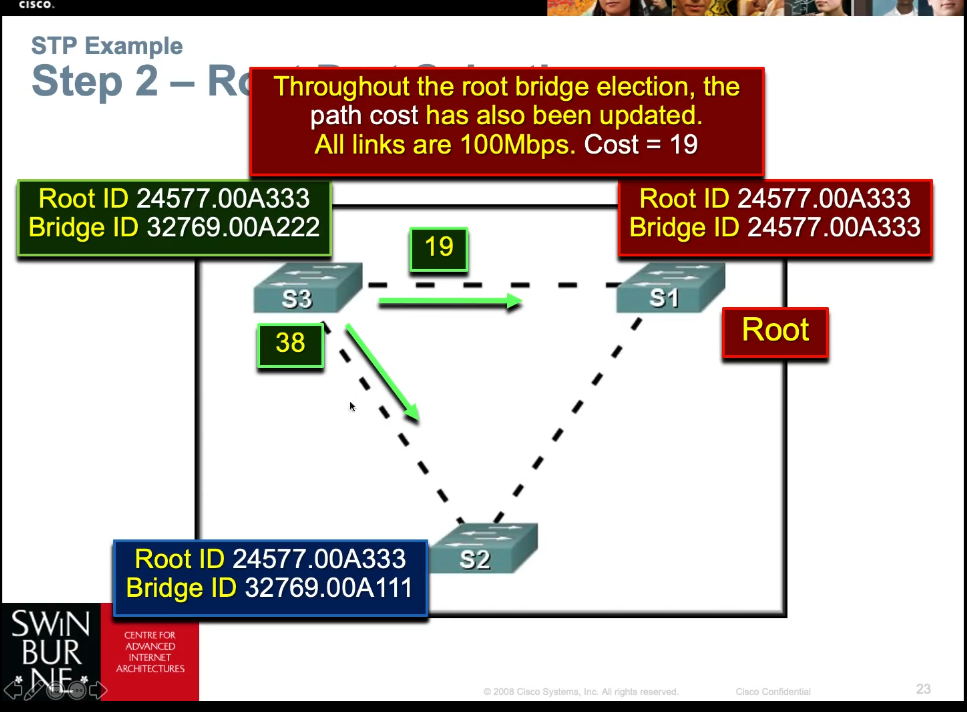 CISCO.
STP Example
Step 2 – Ro
Throughout the root bridge election, the
path cost has also been updated.
All links are 100Mbps. Cost = 19
Root ID 24577.00A333
Bridge ID 32769.00A222
Root ID 24577.00A333
Bridge ID 24577.00A333
19
S3
S1
38
Root
S2
Root ID 24577.00A333
Bridge ID 32769.00A111
SWIN
BUR
NE
CENTRE FOR
ADVANCED
INTERNET
ARCHITECTURES
© 2008 Cisco Systems, Inc. All rights reserved.
Cisco Confidential
23